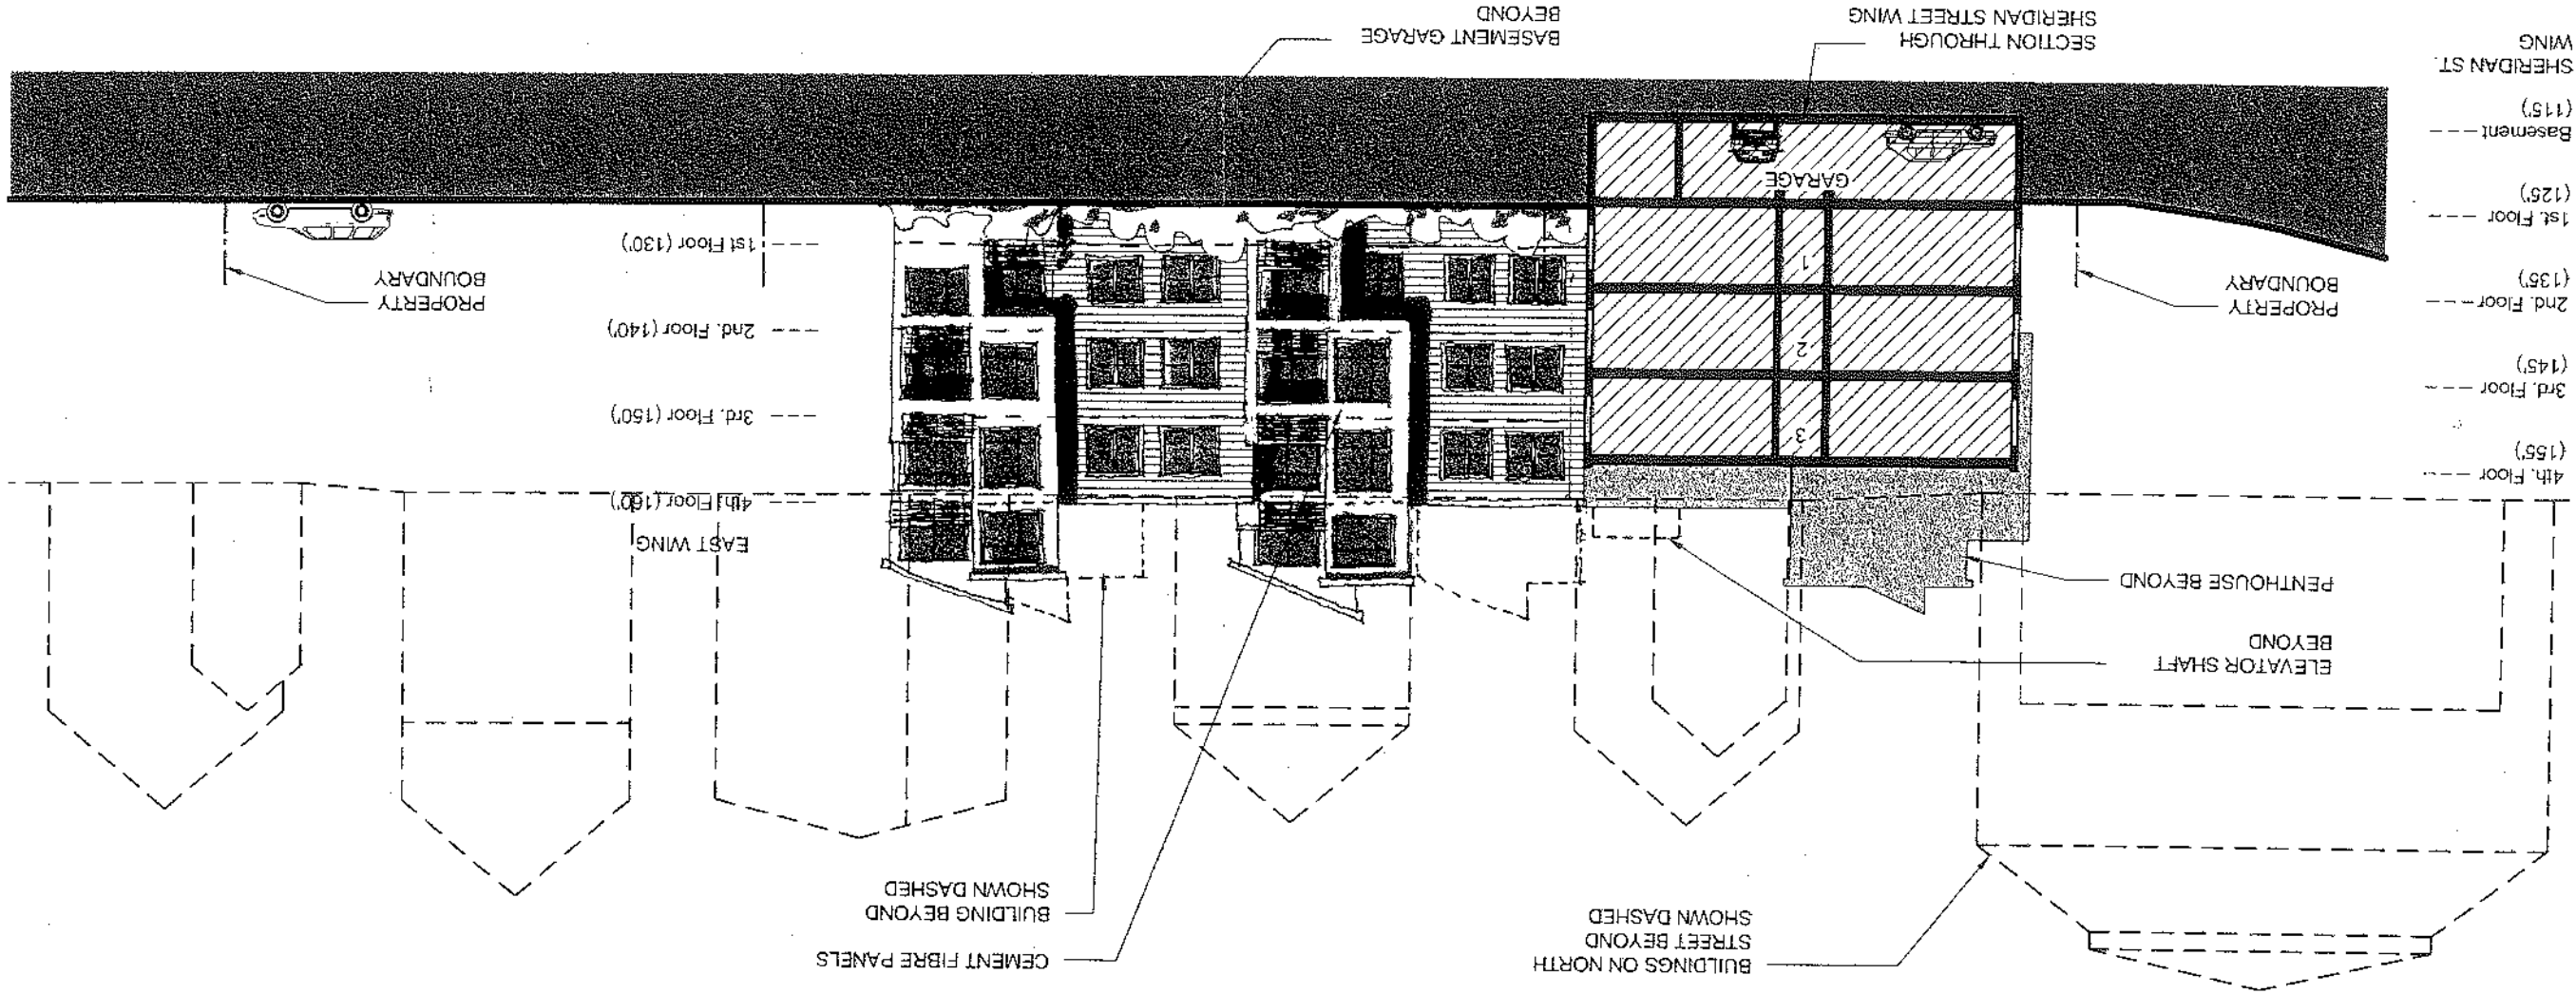 BUILDINGS ON NORTH
STREET BEYOND
SHOWN DASHED
CEMENT FIBRE PANELS
BUILDING BEYOND
SHOWN DASHED
ELEVATOR SHAFT
BEYOND
PENTHOUSE BEYOND
EAST WING
4th Floor (160')
3rd. Floor (150')
2nd. Floor (140')
1st Floor (130')
4th. Floor
(155')
3rd. Floor
(145')
2nd. Floor
(135')
1st. Floor
(125')
Basement
(115')
SHERIDAN ST.
WING
PROPERTY
BOUNDARY
3
2
1
GARAGE
PROPERTY
BOUNDARY
SECTION THROUGH
SHERIDAN STREET WING
BASEMENT GARAGE
BEYOND